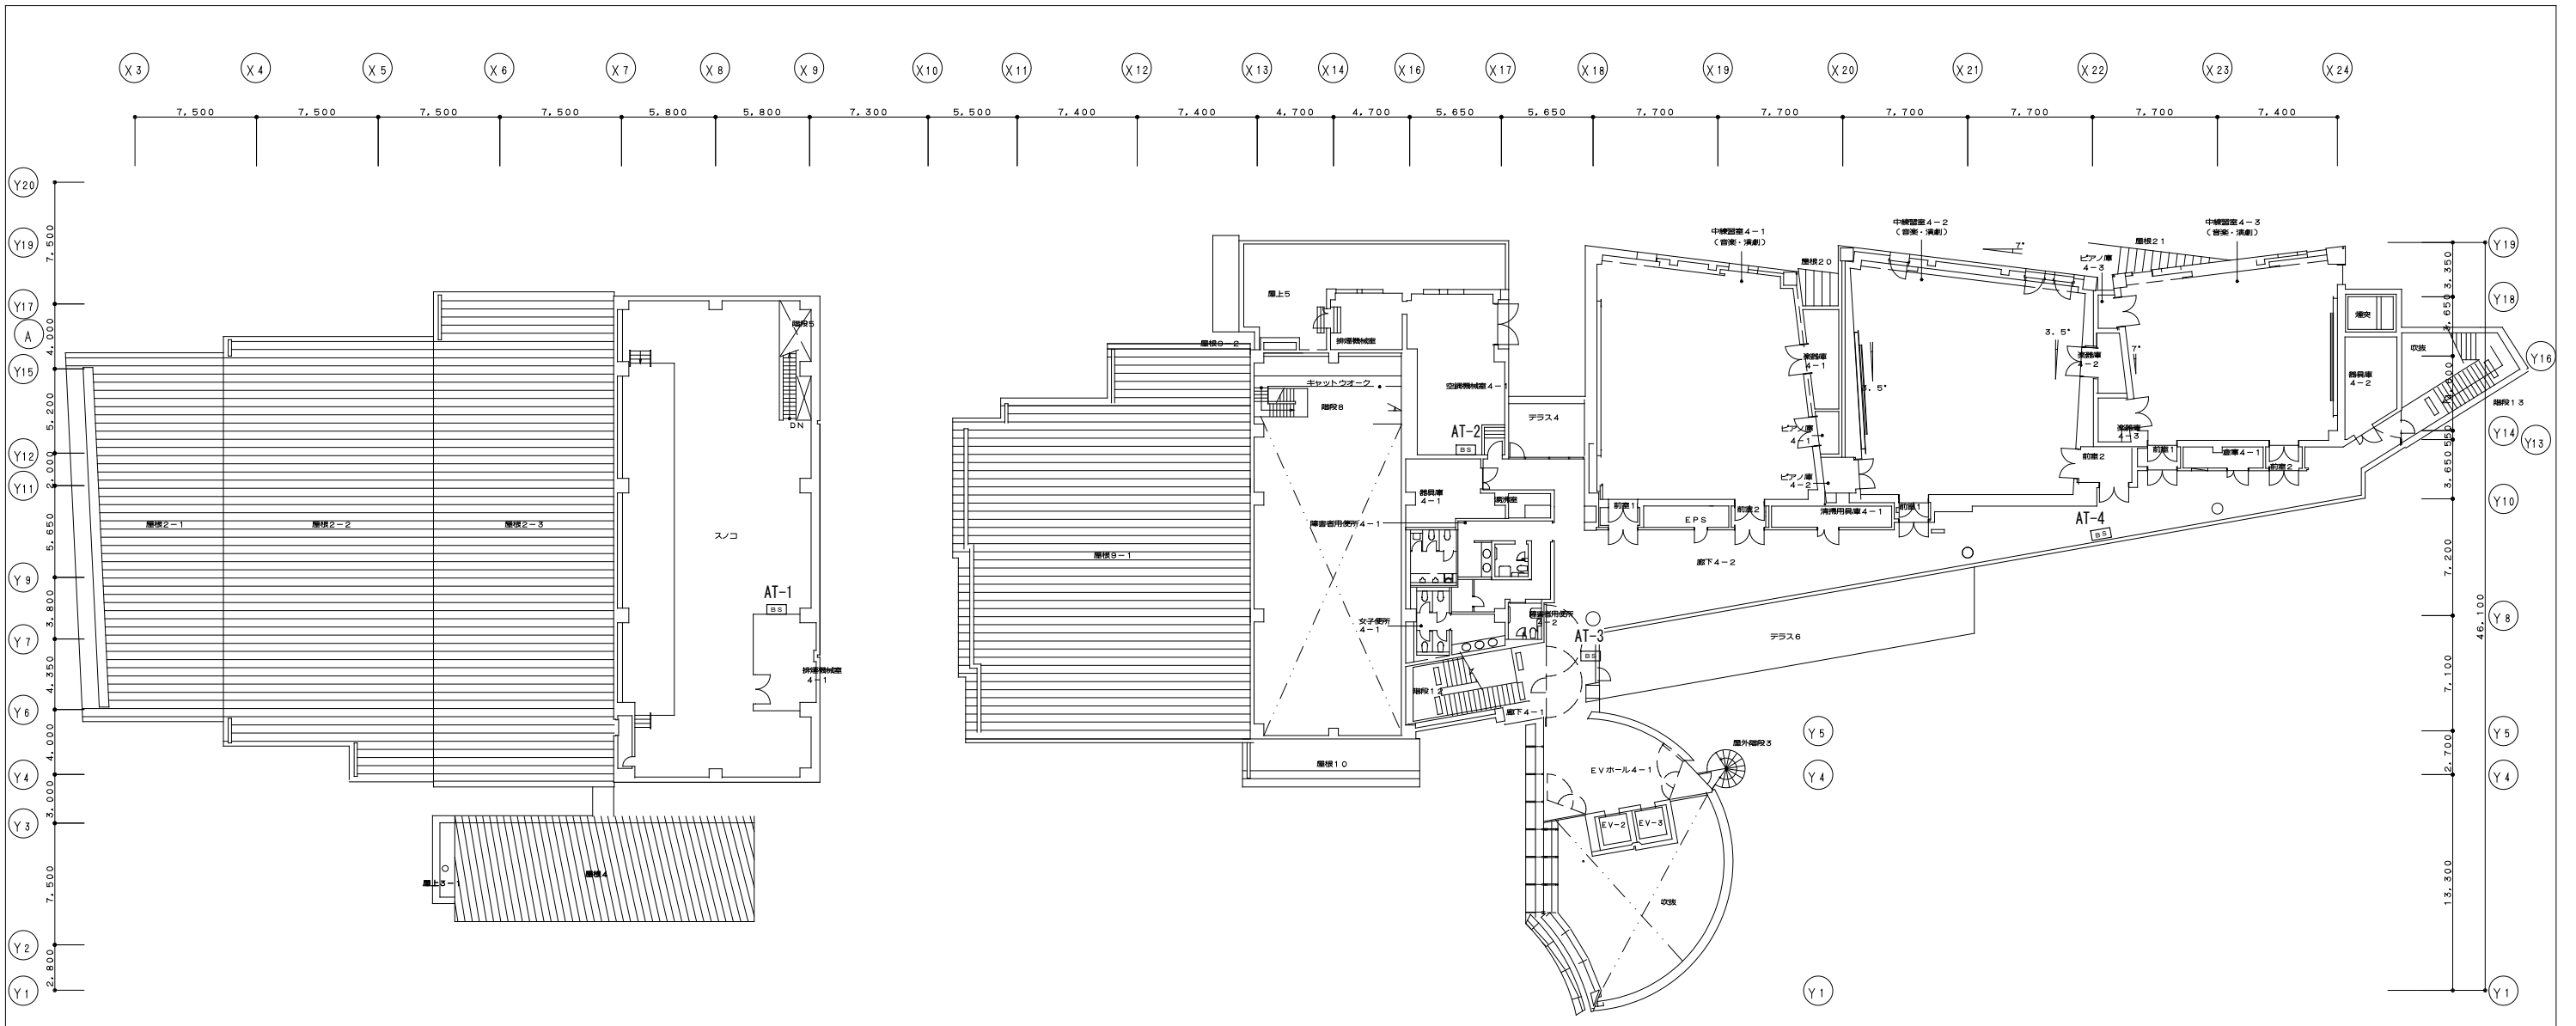 X3 X4 X5 X6 X7 X8 X9 X10 X11 X12 X13 X14 X16 X17 X18 X19 X20 X21 X22 X23 X24
7,500 7,500 7,500 7,500 5,800 5,800 7,300 5,500 7,400 7,400 4,700 4,700 5,650 5,650 7,700 7,700 7,700 7,700 7,700 7,400
Y20
Y19
Y17
A
Y15
Y12
Y11
Y9
Y7
Y6
Y4
Y3
Y2
Y1
7,500
4,000
5,200
2,000
5,650
3,800
4,350
4,000
3,000
7,500
2,800
屋根2-1
屋根2-2
屋根2-3
スノコ
階段5
DN
AT-1
BS
排煙機械室
4-1
屋上3-1
屋根4
屋根9-1
屋根9-2
屋根10
屋上5
排煙機械室
キャットウオーク
階段8
空調機械室4-1
AT-2
BS
テラス4
器具庫
4-1
湯沸室
障害者用便所4-1
女子便所
4-1
障害者用便所
AT-3
BS
階段12
廊下4-1
EVホール4-1
屋外階段3
EV-2
EV-3
吹抜
中練習室4-1
(音楽・演劇)
中練習室4-2
(音楽・演劇)
中練習室4-3
(音楽・演劇)
屋根20
屋根21
7°
ピアノ庫
4-3
楽器庫
4-1
3.5°
3.5°
楽器庫
4-2
7°
ピアノ庫
4-1
ピアノ庫
4-2
楽器庫
4-3
前室1
EPS
前室2
清掃用具庫4-1
前室1
前室2
前室1
倉庫4-1
前室2
煙突
吹抜
器具庫
4-2
階段13
AT-4
BS
廊下4-2
テラス6
Y19
Y18
Y16
Y14
Y13
Y10
Y8
Y5
Y4
Y1
3,350
3,650
550
3,650
7,200
7,100
2,700
13,300
46,100
Y5
Y4
Y1